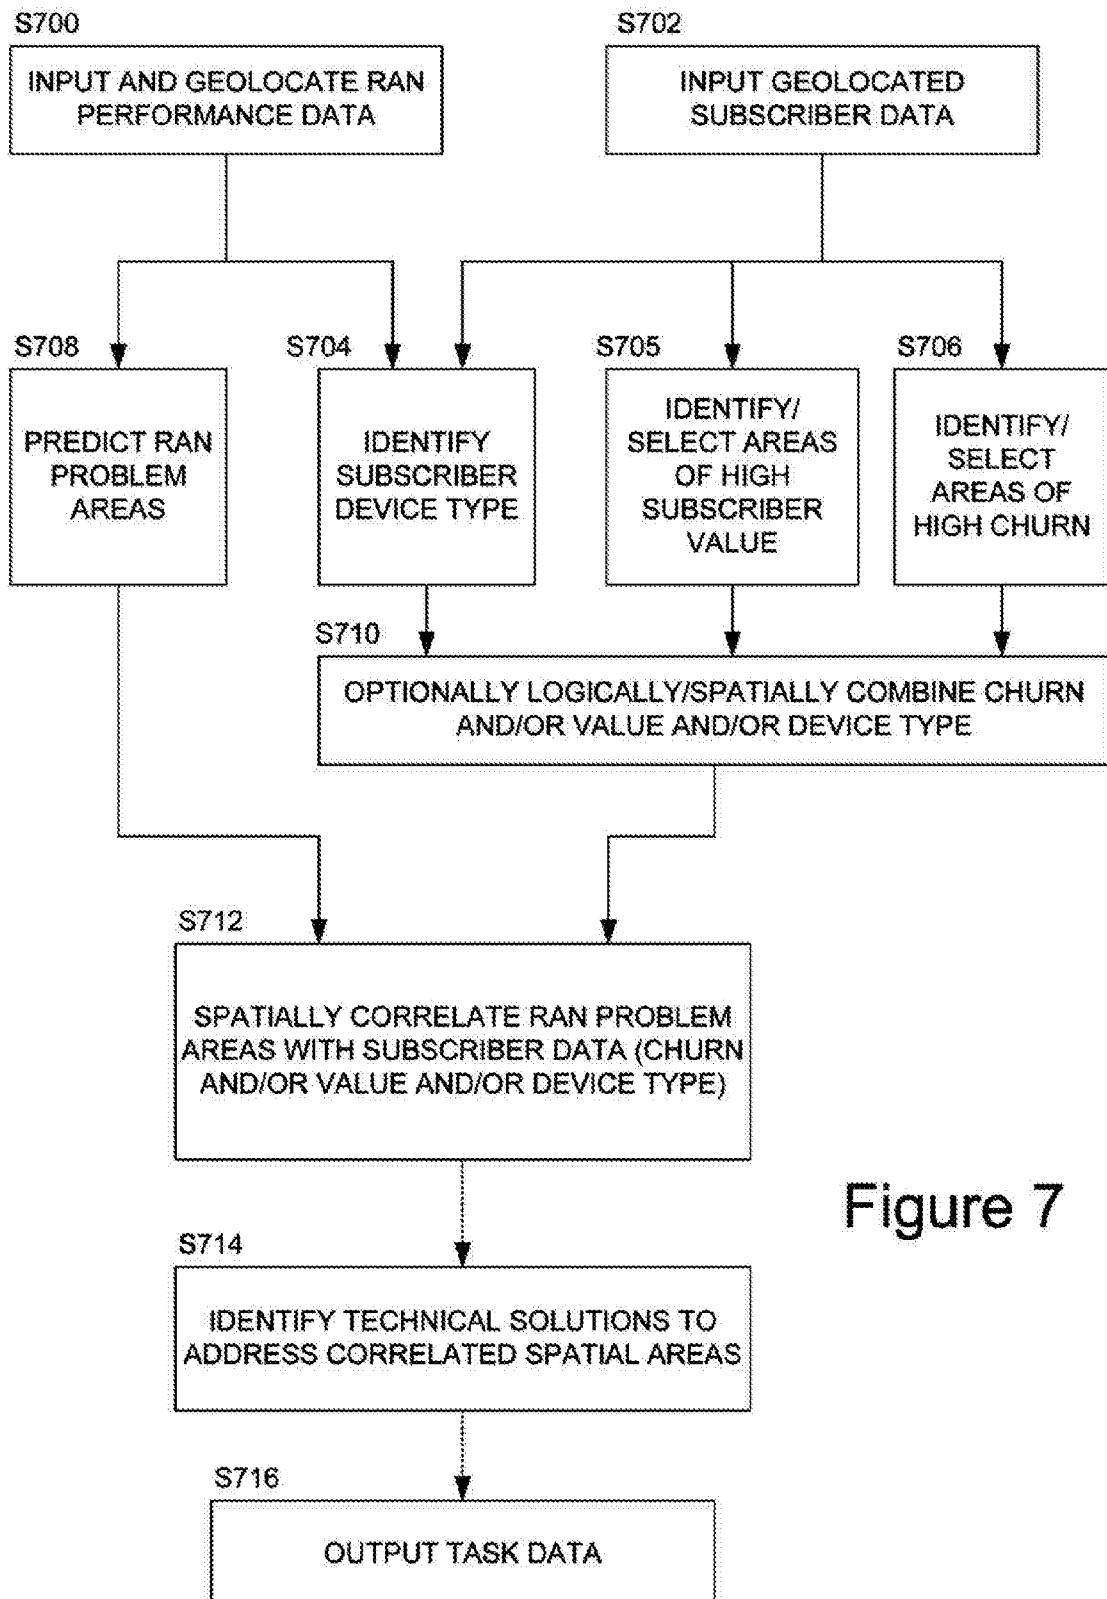 S700
INPUT AND GEOLOCATE RAN
PERFORMANCE DATA
S702
INPUT GEOLOCATED
SUBSCRIBER DATA
S708
PREDICT RAN
PROBLEM
AREAS
S704
IDENTIFY
SUBSCRIBER
DEVICE TYPE
S705
IDENTIFY/
SELECT AREAS
OF HIGH
SUBSCRIBER
VALUE
S706
IDENTIFY/
SELECT
AREAS OF
HIGH CHURN
S710
OPTIONALLY LOGICALLY/SPATIALLY COMBINE CHURN
AND/OR VALUE AND/OR DEVICE TYPE
S712
SPATIALLY CORRELATE RAN PROBLEM
AREAS WITH SUBSCRIBER DATA (CHURN
AND/OR VALUE AND/OR DEVICE TYPE)
Figure 7
S714
IDENTIFY TECHNICAL SOLUTIONS TO
ADDRESS CORRELATED SPATIAL AREAS
S716
OUTPUT TASK DATA